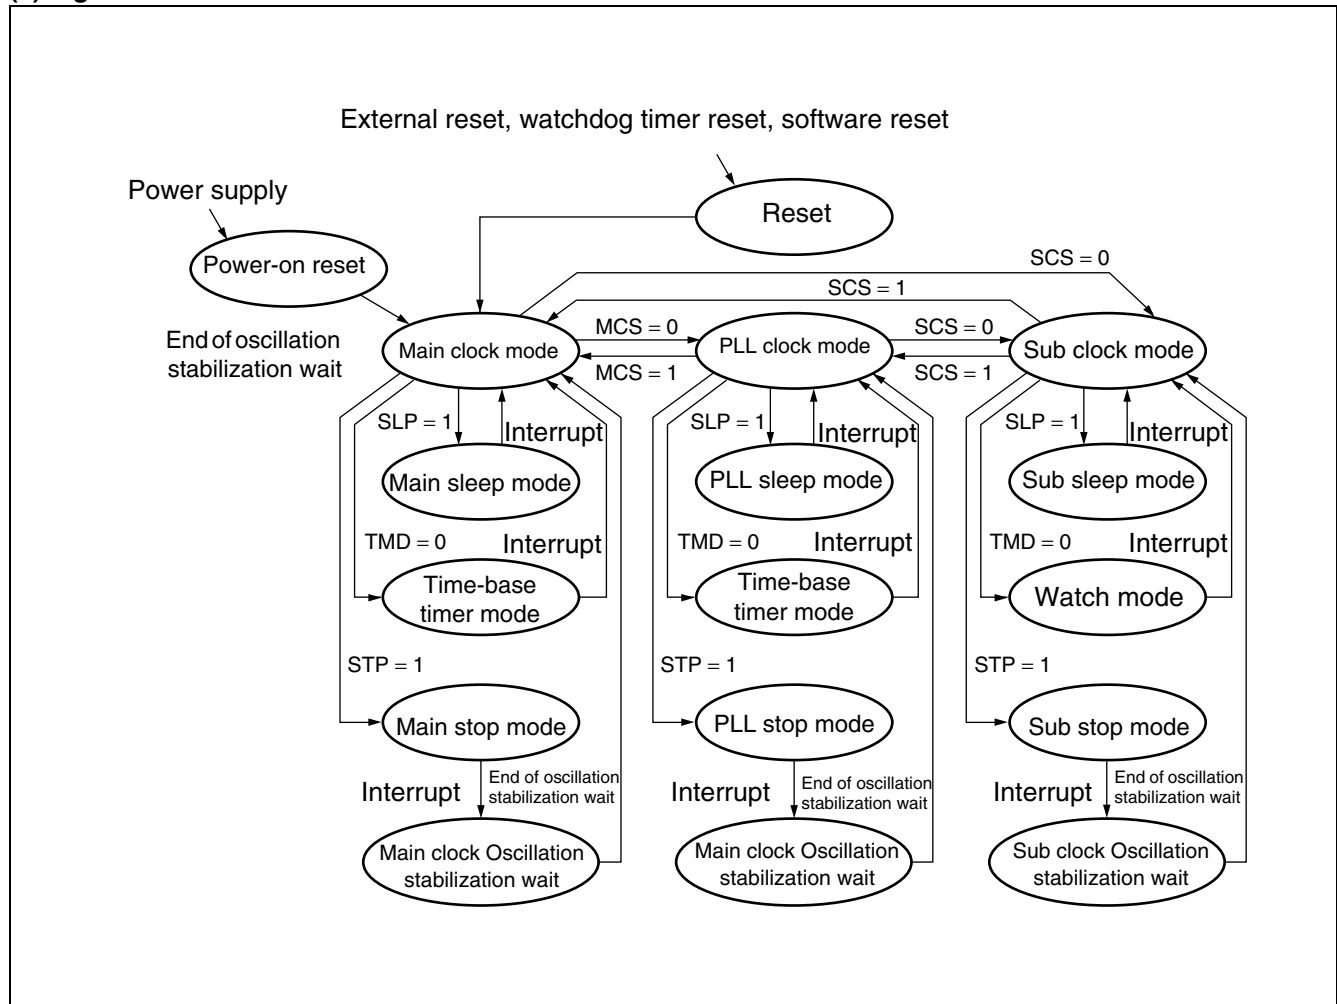 External reset, watchdog timer reset, software reset
Power supply
Reset
Power-on reset
SCS = 0
SCS = 1
End of oscillation
stabilization wait
Main clock mode
MCS = 0
MCS = 1
PLL clock mode
SCS = 0
SCS = 1
Sub clock mode
SLP = 1
Interrupt
SLP = 1
Interrupt
SLP = 1
Interrupt
Main sleep mode
PLL sleep mode
Sub sleep mode
TMD = 0
Interrupt
TMD = 0
Interrupt
TMD = 0
Interrupt
Time-base
timer mode
Time-base
timer mode
Watch mode
STP = 1
STP = 1
STP = 1
Main stop mode
PLL stop mode
Sub stop mode
Interrupt
End of oscillation
stabilization wait
Interrupt
End of oscillation
stabilization wait
Interrupt
End of oscillation
stabilization wait
Main clock Oscillation
stabilization wait
Main clock Oscillation
stabilization wait
Sub clock Oscillation
stabilization wait